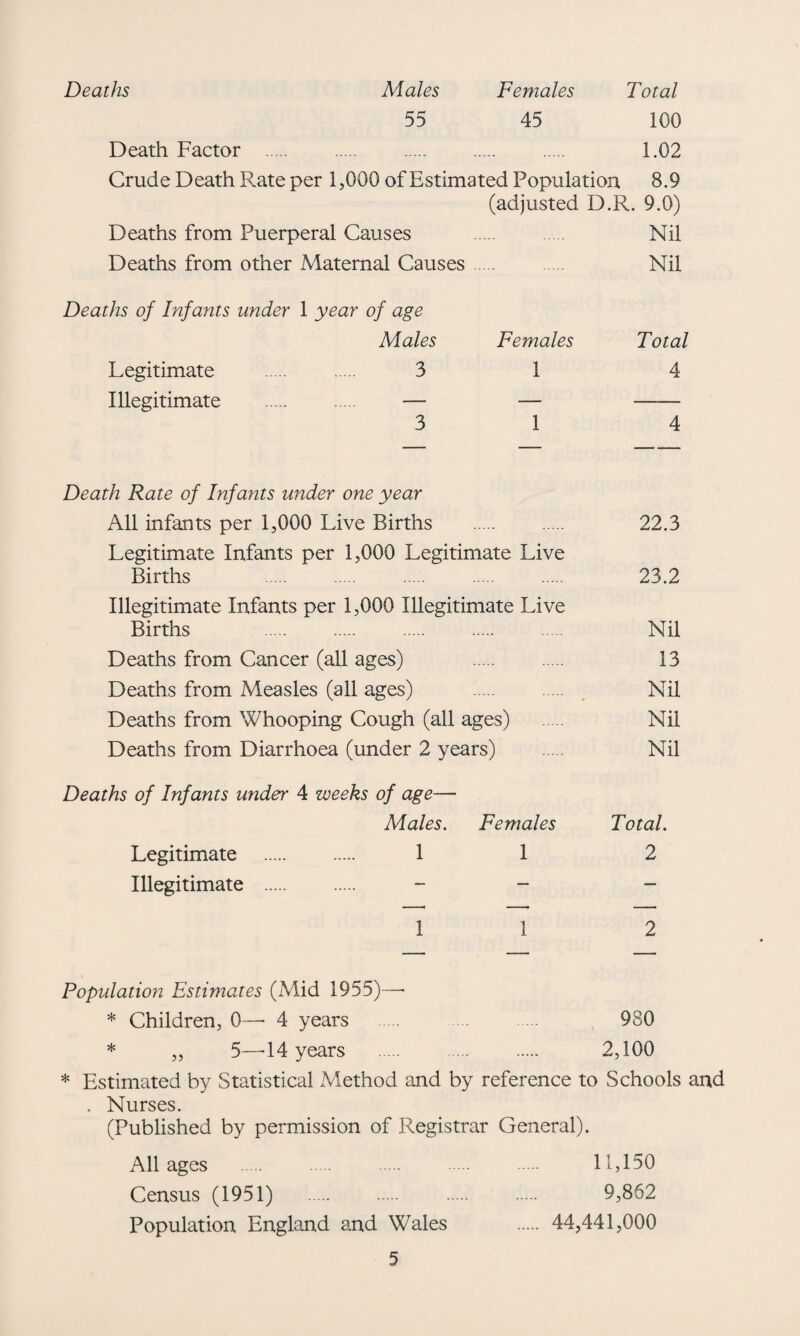 Deaths Males Females Total
55 45 100
Death Factor ..... ..... ..... ..... ..... 1.02
Crude Death Rate per 1,000 of Estimated Population 8.9
(adjusted D.R. 9.0)
Deaths from Puerperal Causes ..... ..... Nil
Deaths from other Maternal Causes ..... ..... Nil
Deaths of Infants under 1 year of age
Males Females Total
Legitimate ..... ..... 3 1 4
Illegitimate ..... ..... — — —
3 1 4
Death Rate of Infants under one year
All infants per 1,000 Live Births ..... ..... 22.3
Legitimate Infants per 1,000 Legitimate Live
Births ..... ..... ..... ..... ..... 23.2
Illegitimate Infants per 1,000 Illegitimate Live
Births ..... ..... ..... ..... ..... Nil
Deaths from Cancer (all ages) ..... ..... 13
Deaths from Measles (all ages) ..... ..... Nil
Deaths from Whooping Cough (all ages) ..... Nil
Deaths from Diarrhoea (under 2 years) ..... Nil
Deaths of Infants under 4 weeks of age—
Males. Females Total.
Legitimate ..... ..... 1 1 2
Illegitimate ..... ..... – – –
1 1 2
Population Estimates (Mid 1955)—
* Children, 0— 4 years ..... ..... ..... 980
* „ 5—14 years ..... ..... ..... 2,100
* Estimated by Statistical Method and by reference to Schools and
. Nurses.
(Published by permission of Registrar General).
All ages ..... ..... ..... ..... ..... 11,150
Census (1951) ..... ..... ..... ..... 9,862
Population England and Wales ..... 44,441,000
5